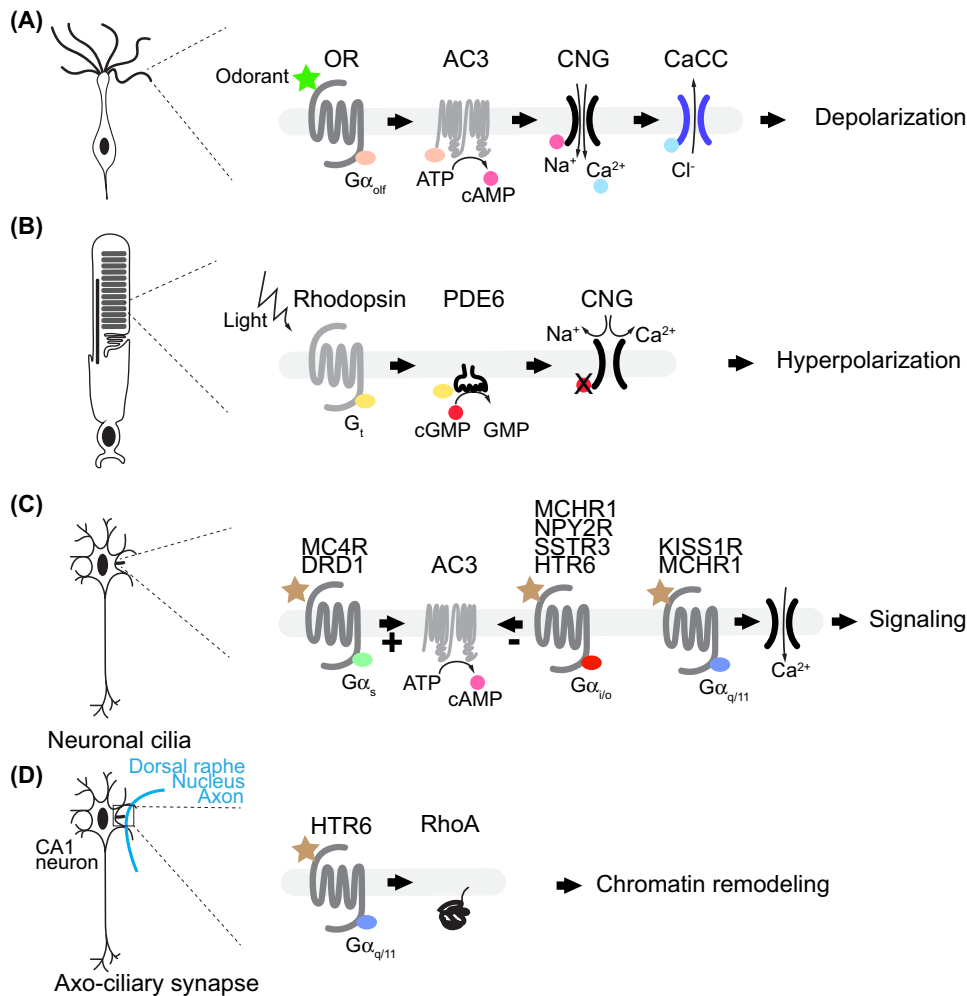 (A)
Odorant
OR
AC3
CNG
CaCC
Depolarization
Gαolf
ATP
cAMP
Na+
Ca2+
Cl-
(B)
Light
Rhodopsin
PDE6
CNG
Na+
Ca2+
Hyperpolarization
Gt
cGMP
GMP
X
(C)
MC4R
DRD1
AC3
MCHR1
NPY2R
SSTR3
HTR6
KISS1R
MCHR1
+
-
Signaling
Gαs
ATP
cAMP
Gαi/o
Gαq/11
Ca2+
Neuronal cilia
(D)
Dorsal raphe
Nucleus
Axon
CA1
neuron
HTR6
RhoA
Chromatin remodeling
Gαq/11
Axo-ciliary synapse